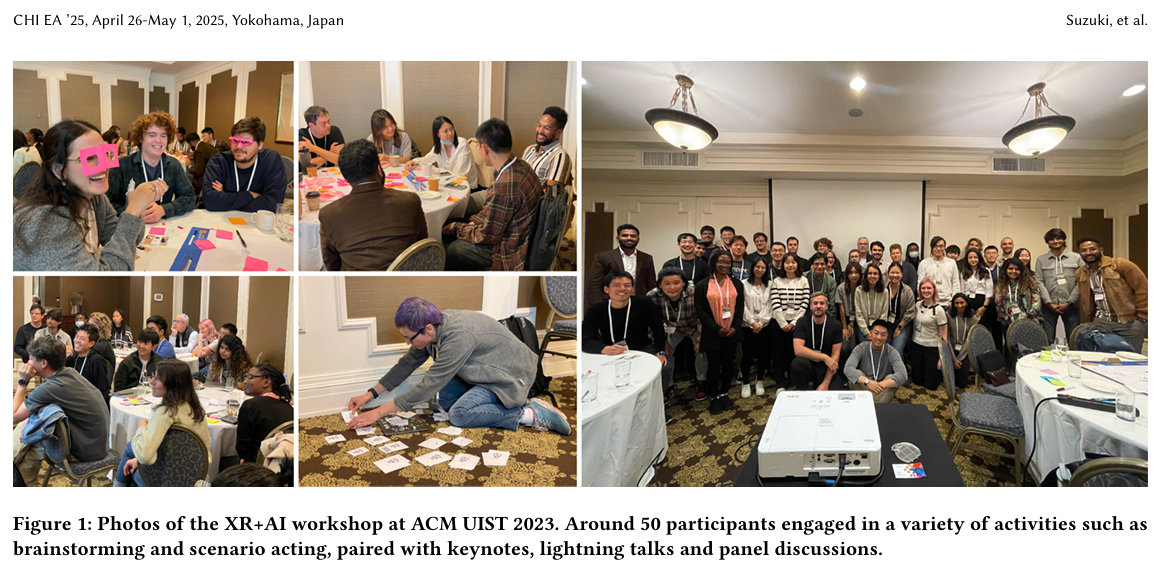 CHI EA ’25, April 26-May 1, 2025, Yokohama, Japan
Suzuki, et al.
Figure 1: Photos of the XR+AI workshop at ACM UIST 2023. Around 50 participants engaged in a variety of activities such as
brainstorming and scenario acting, paired with keynotes, lightning talks and panel discussions.